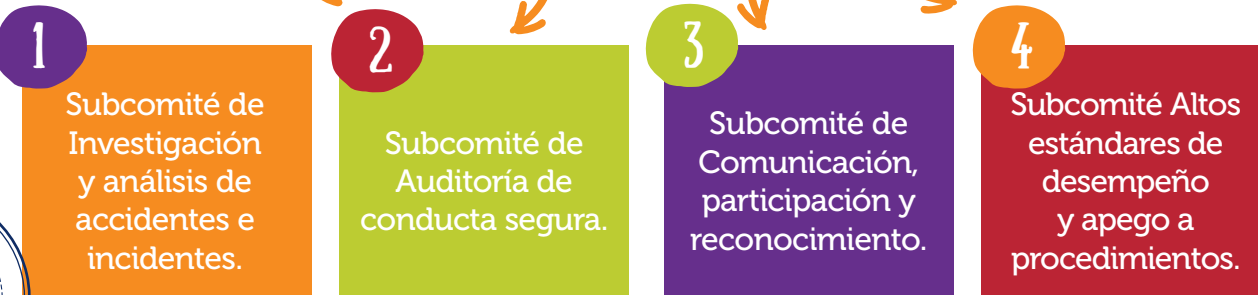 1
Subcomité de
Investigación
y análisis de
accidentes e
incidentes.
2
Subcomité de
Auditoría de
conducta segura.
3
Subcomité de
Comunicación,
participación y
reconocimiento.
4
Subcomité Altos
estándares de
desempeño
y apego a
procedimientos.